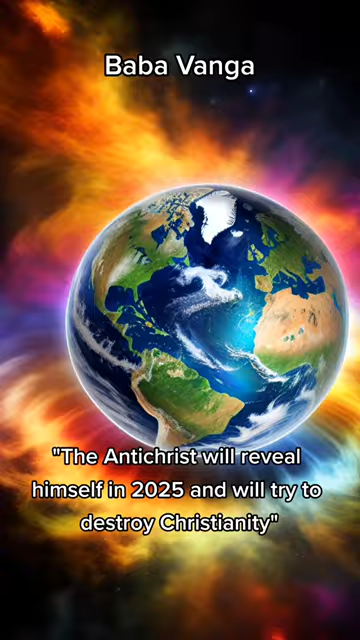 Baba Vanga
"The Antichrist will reveal
himself in 2025 and will try to
destroy Christianity"